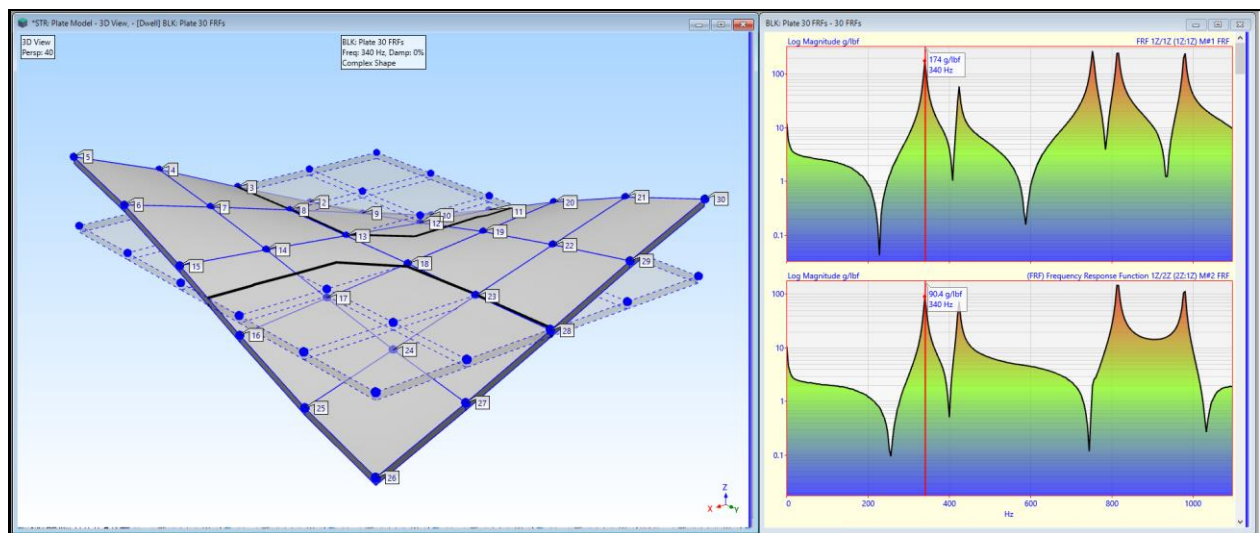 *STR: Plate Model - 3D View, - [Dwell] BLK: Plate 30 FRFs
3D View
Persp: 40
BLK: Plate 30 FRFs
Freq: 340 Hz, Damp: 0%
Complex Shape
5
4
3
2
6
7
8
9
10
11
12
20
21
30
13
19
14
22
15
18
29
17
23
16
28
24
25
27
26
Z
X
Y
BLK: Plate 30 FRFs - 30 FRFs
Log Magnitude g/lbf
FRF 1Z/1Z (1Z:1Z) M#1 FRF
174 g/lbf
340 Hz
100
10
1
0.1
Log Magnitude g/lbf
(FRF) Frequency Response Function 1Z/2Z (2Z:1Z) M#2 FRF
90.4 g/lbf
340 Hz
100
10
1
0.1
0
200
400
600
800
1000
Hz